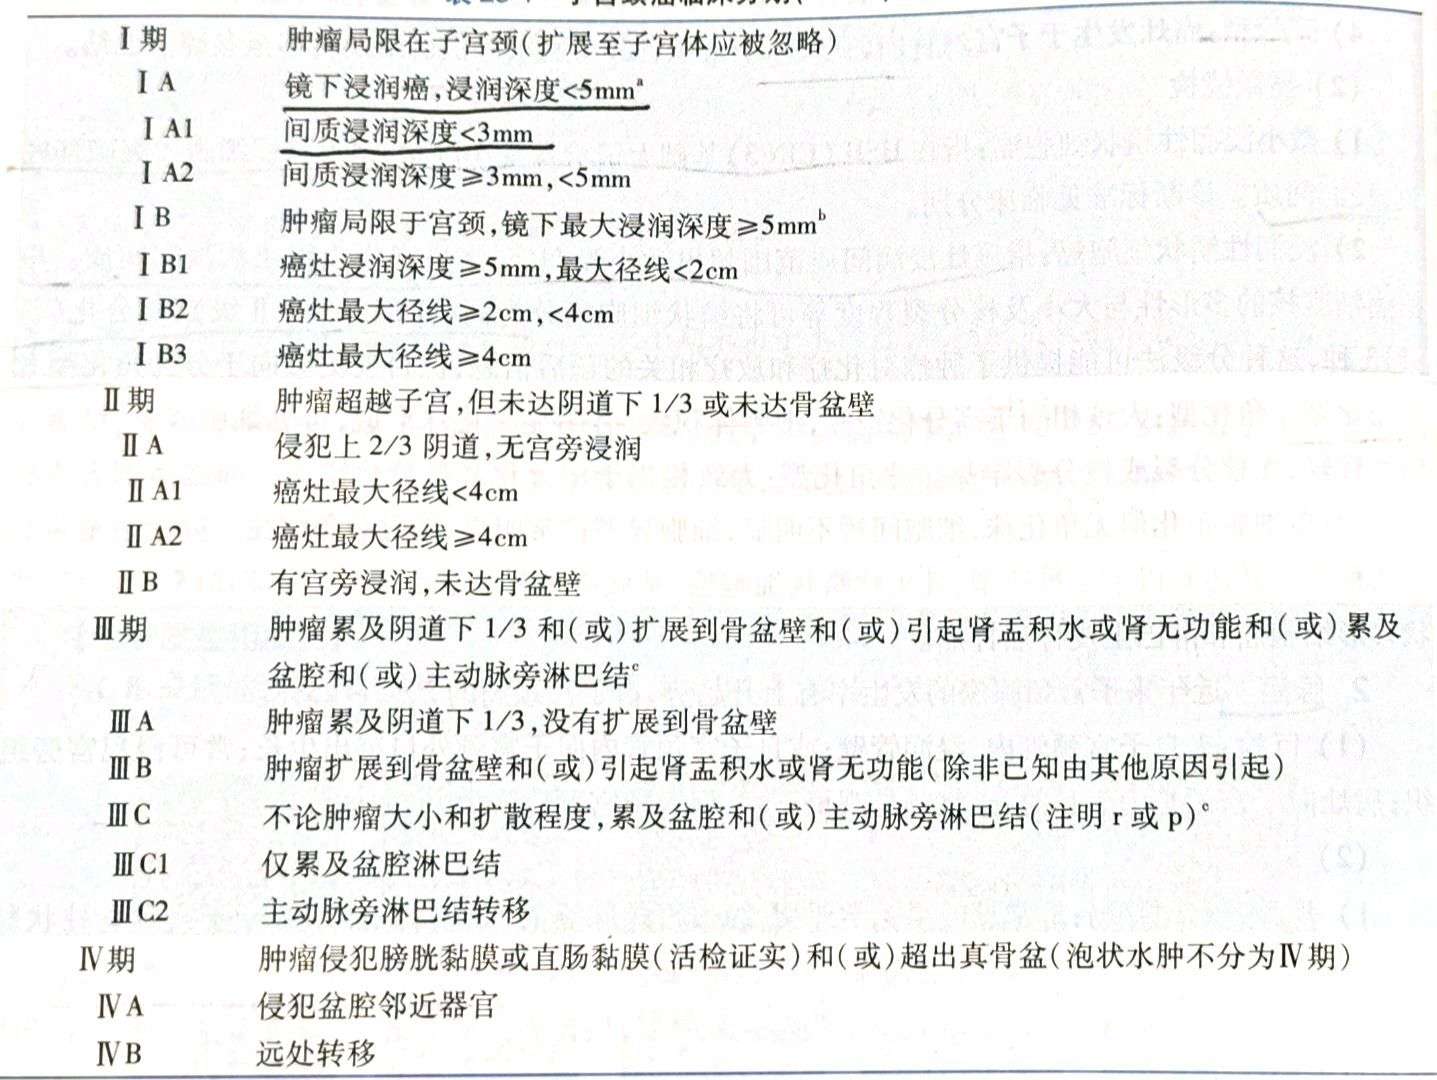 Ⅰ期 肿瘤局限在子宫颈(扩展至子宫体应被忽略)
ⅠA 镜下浸润癌,浸润深度<5mmᵃ
ⅠA1 间质浸润深度<3mm
ⅠA2 间质浸润深度≥3mm,<5mm
ⅠB 肿瘤局限于宫颈,镜下最大浸润深度≥5mmᵇ
ⅠB1 癌灶浸润深度≥5mm,最大径线<2cm
ⅠB2 癌灶最大径线≥2cm,<4cm
ⅠB3 癌灶最大径线≥4cm
Ⅱ期 肿瘤超越子宫,但未达阴道下1/3或未达骨盆壁
ⅡA 侵犯上2/3阴道,无宫旁浸润
ⅡA1 癌灶最大径线<4cm
ⅡA2 癌灶最大径线≥4cm
ⅡB 有宫旁浸润,未达骨盆壁
Ⅲ期 肿瘤累及阴道下1/3和(或)扩展到骨盆壁和(或)引起肾盂积水或肾无功能和(或)累及
盆腔和(或)主动脉旁淋巴结ᶜ
ⅢA 肿瘤累及阴道下1/3,没有扩展到骨盆壁
ⅢB 肿瘤扩展到骨盆壁和(或)引起肾盂积水或肾无功能(除非已知由其他原因引起)
ⅢC 不论肿瘤大小和扩散程度,累及盆腔和(或)主动脉旁淋巴结(注明r或p)ᶜ
ⅢC1 仅累及盆腔淋巴结
ⅢC2 主动脉旁淋巴结转移
Ⅳ期 肿瘤侵犯膀胱黏膜或直肠黏膜(活检证实)和(或)超出真骨盆(泡状水肿不分为Ⅳ期)
ⅣA 侵犯盆腔邻近器官
ⅣB 远处转移